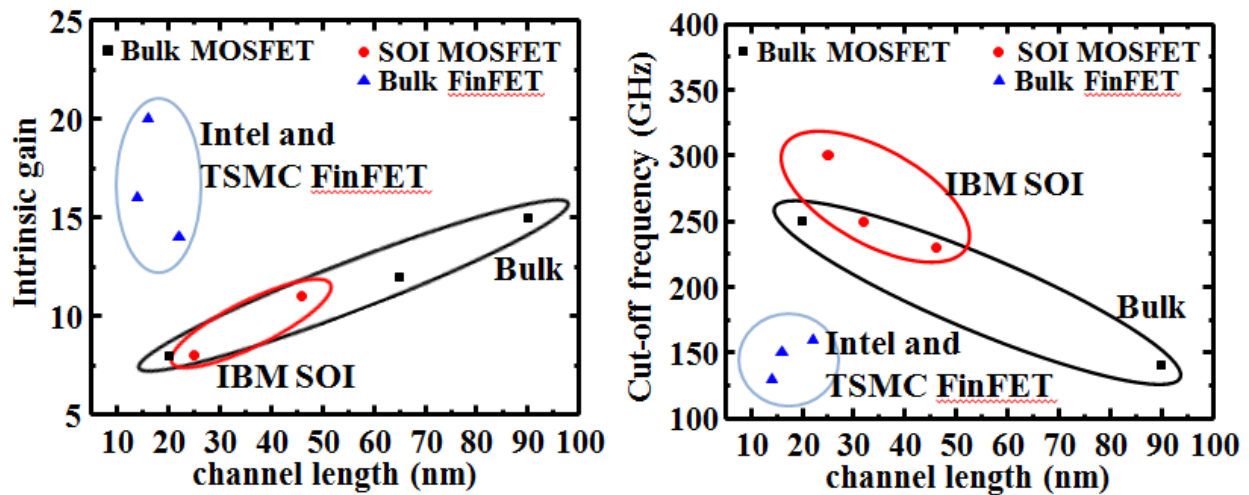 25
20
15
10
5
Intrinsic gain
Bulk MOSFET
SOI MOSFET
Bulk FinFET
Intel and
TSMC FinFET
Bulk
IBM SOI
10 20 30 40 50 60 70 80 90 100
channel length (nm)
400
350
300
250
200
150
100
Cut-off frequency (GHz)
Bulk MOSFET
SOI MOSFET
Bulk FinFET
IBM SOI
Bulk
Intel and
TSMC FinFET
10 20 30 40 50 60 70 80 90 100
channel length (nm)